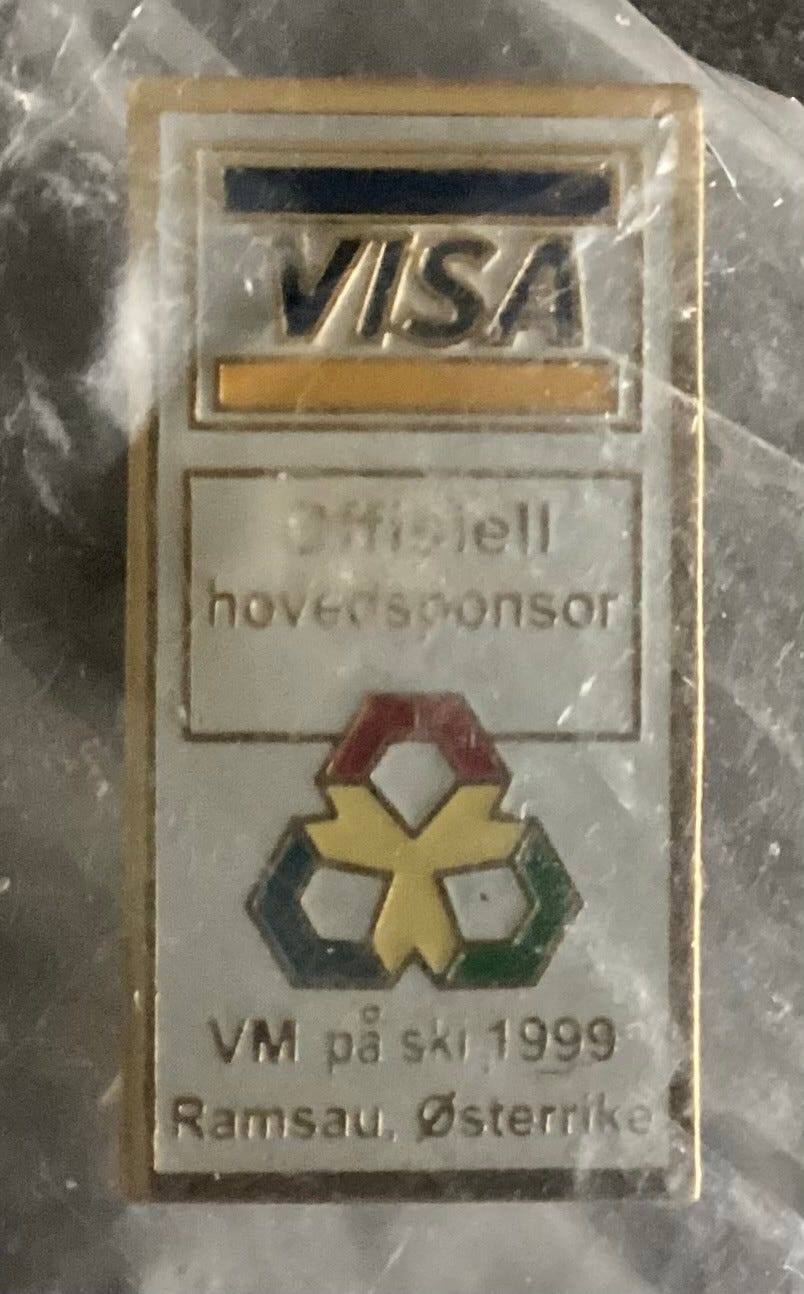 VISA
Offisiell
hovedsponsor
VM på ski 1999
Ramsau, Østerrike